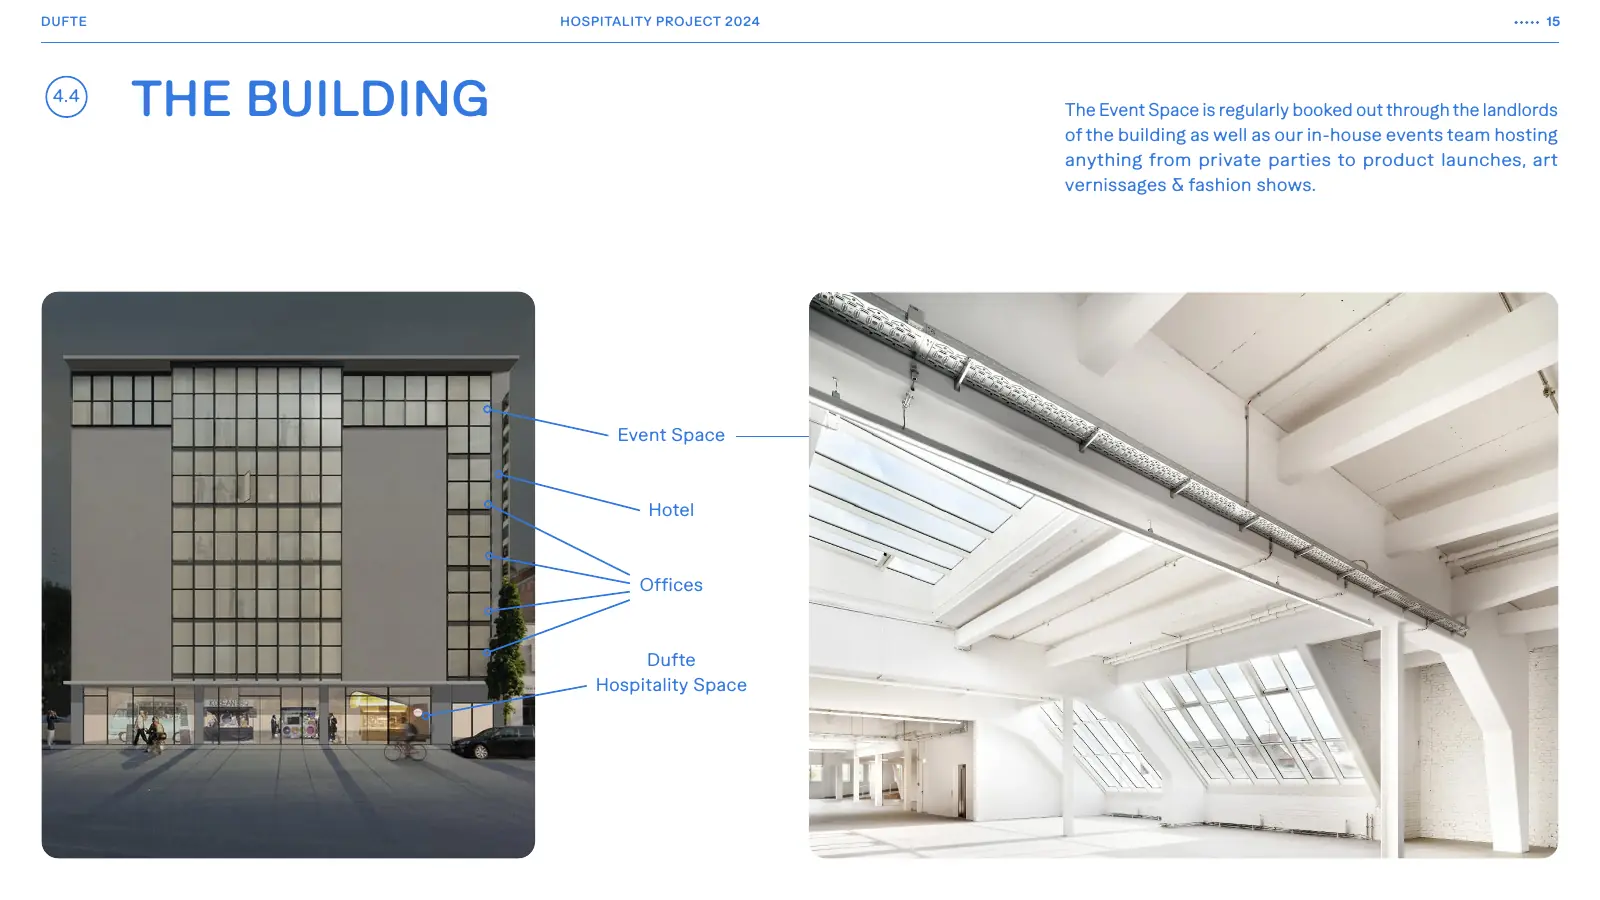 DUFTE
HOSPITALITY PROJECT 2024
••••• 15
4.4
THE BUILDING
The Event Space is regularly booked out through the landlords
of the building as well as our in-house events team hosting
anything from private parties to product launches, art
vernissages & fashion shows.
Event Space
Hotel
Offices
Dufte
Hospitality Space